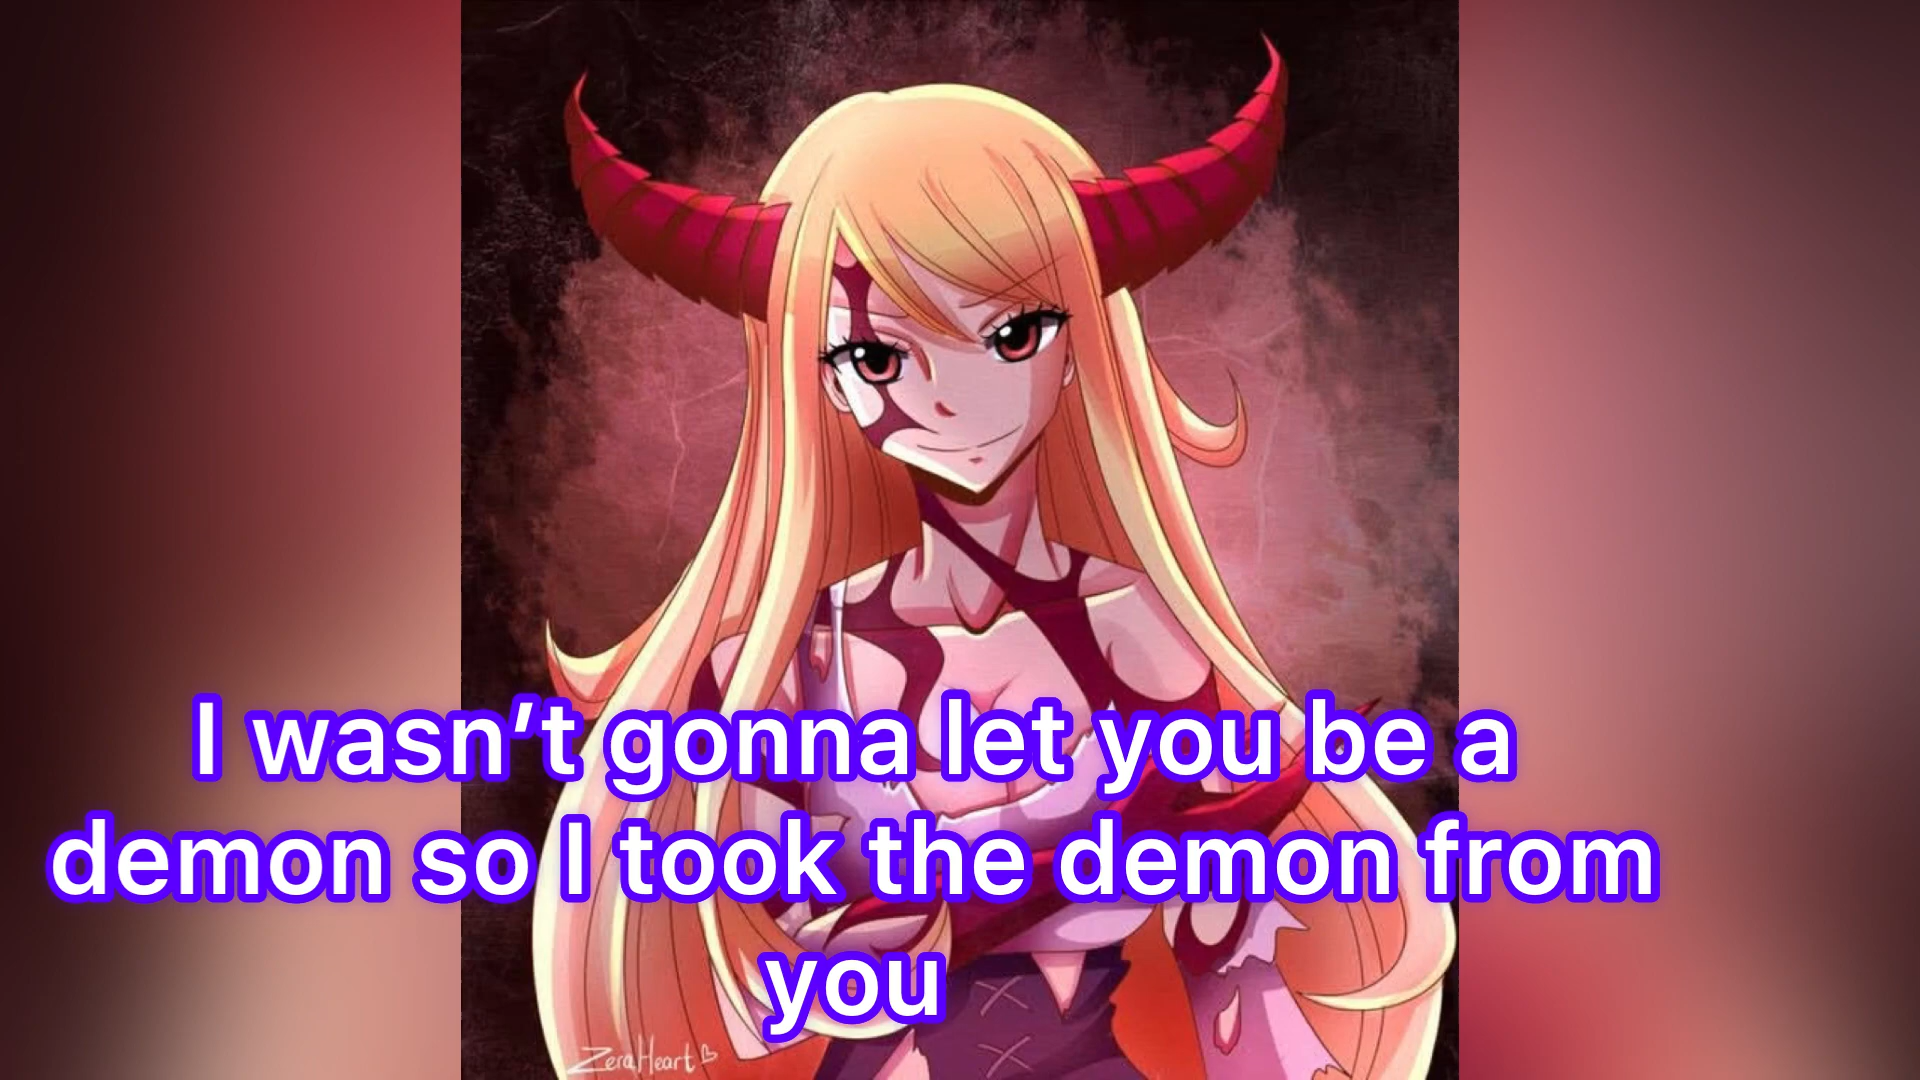 I wasn’t gonna let you be a
demon so I took the demon from
you
ZeraHeart